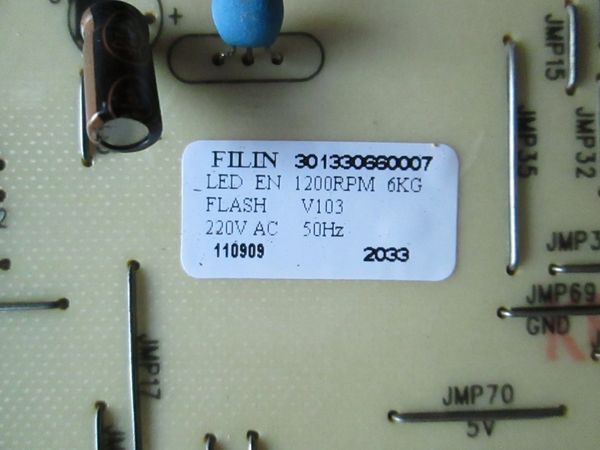 +
JMP15
JMP35
JMP32
FILIN 301330660007
LED EN 1200RPM 6KG
FLASH V103
220V AC 50Hz
110909 2033
JMP3
JMP69
GND
JMP17
JMP70
5V